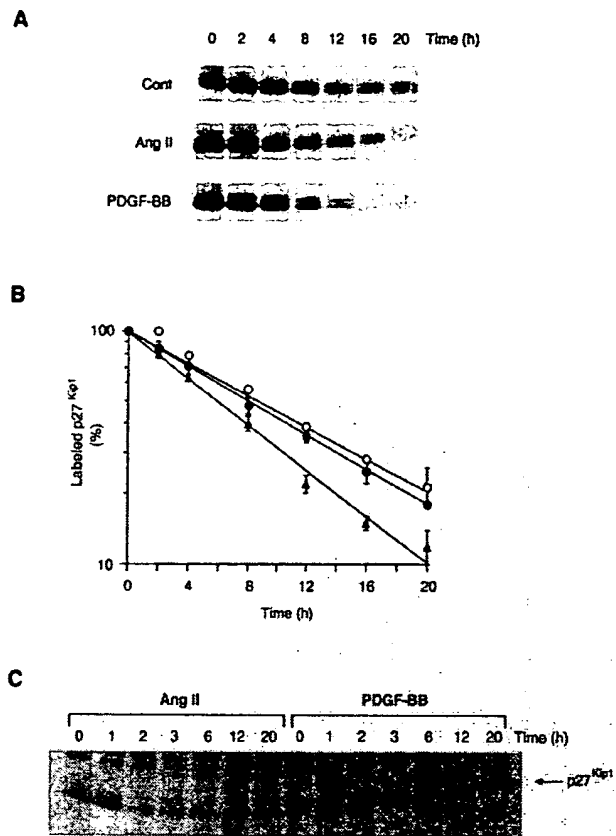 A
0 2 4 8 12 16 20 Time (h)
Cont
Ang II
PDGF-BB
B
100
10
Labeled p27Kip1
(%)
0 4 8 12 16 20
Time (h)
C
Ang II PDGF-BB
0 1 2 3 6 12 20 0 1 2 3 6 12 20 Time (h)
p27Kip1